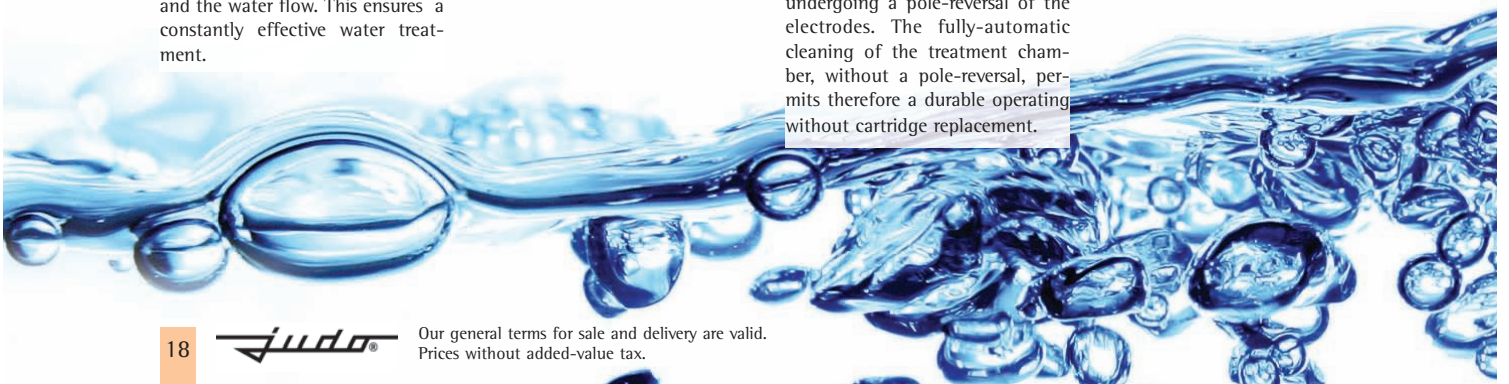 and the water flow. This ensures a
constantly effective water treat-
ment.
undergoing a pole-reversal of the
electrodes. The fully-automatic
cleaning of the treatment cham-
ber, without a pole-reversal, per-
mits therefore a durable operating
without cartridge replacement.
18
judo®
Our general terms for sale and delivery are valid.
Prices without added-value tax.